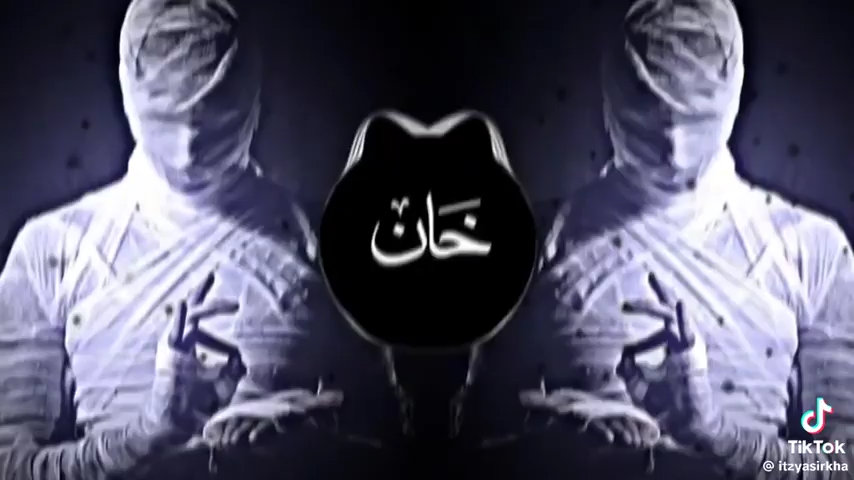 خَان
TikTok
@ itzyasirkha